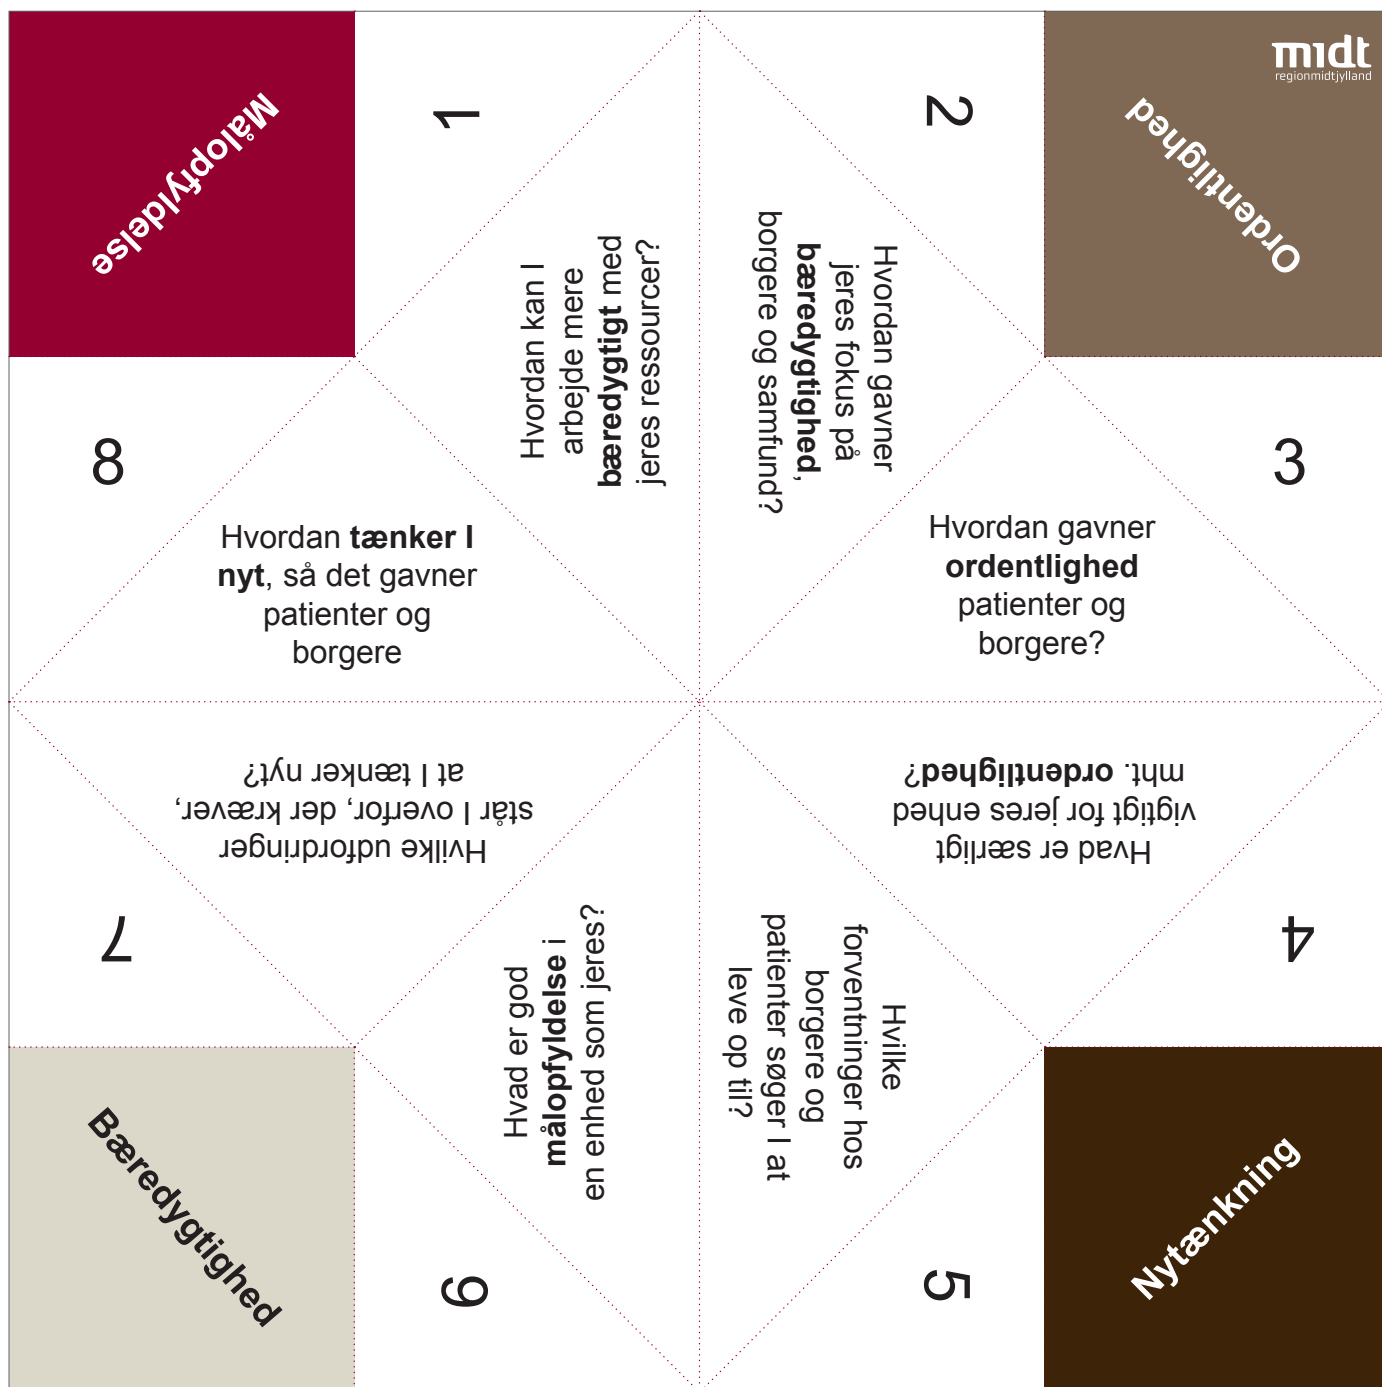 Målopfyldelse
1
2
midt
regionmidtjylland
Ordentlighed
Hvordan kan I
arbejde mere
bæredygtigt med
jeres ressourcer?
Hvordan gavner
jeres fokus på
bæredygtighed,
borgere og samfund?
8
3
Hvordan tænker I
nyt, så det gavner
patienter og
borgere
Hvordan gavner
ordentlighed
patienter og
borgere?
Hvilke udfordringer
står I overfor, der kræver,
at I tænker nyt?
Hvad er særligt
vigtigt for jeres enhed
mht. ordentlighed?
7
4
Hvad er god
målopfyldelse i
en enhed som jeres?
Hvilke
forventninger hos
borgere og
patienter søger I at
leve op til?
Bæredygtighed
6
5
Nytænkning